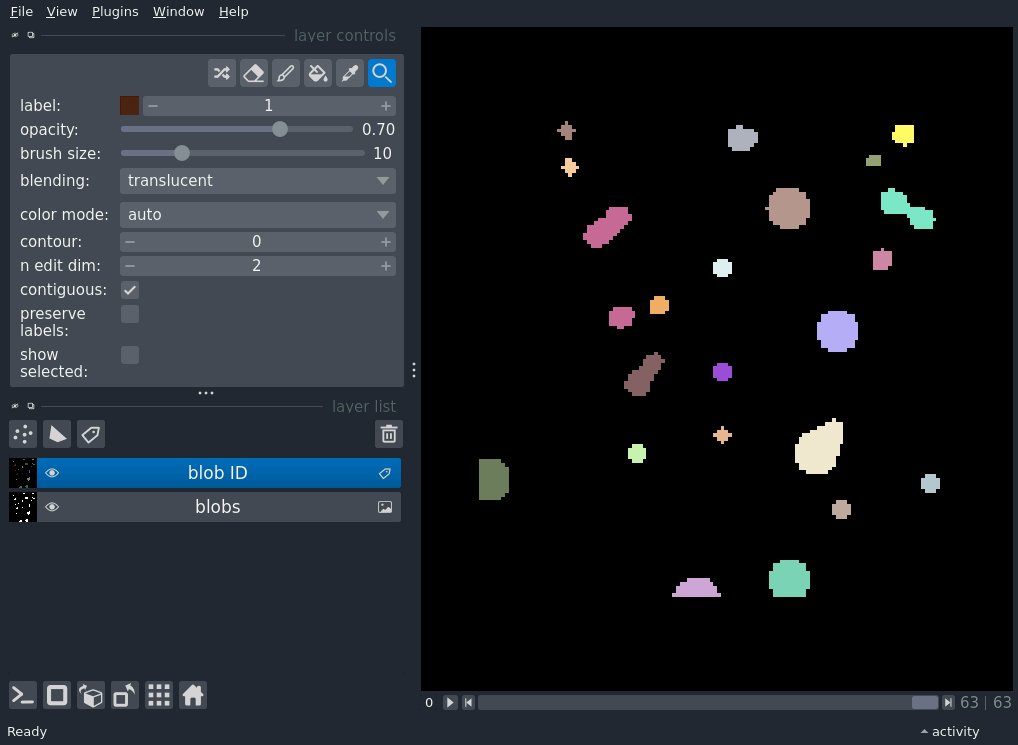 File View Plugins Window Help
layer controls
label: 1
opacity: 0.70
brush size: 10
blending: translucent
color mode: auto
contour: 0
n edit dim: 2
contiguous:
preserve
labels:
show
selected:
layer list
blob ID
blobs
0 63 | 63
Ready activity